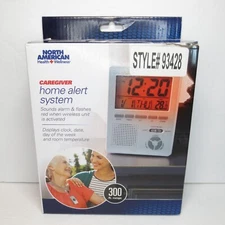 NORTH
AMERICAN
Health + Wellness
STYLE# 93428
CAREGIVER
home alert
system
Sounds alarm & flashes
red when wireless unit
is activated
Displays clock, date,
day of the week
and room temperature
12:20
300